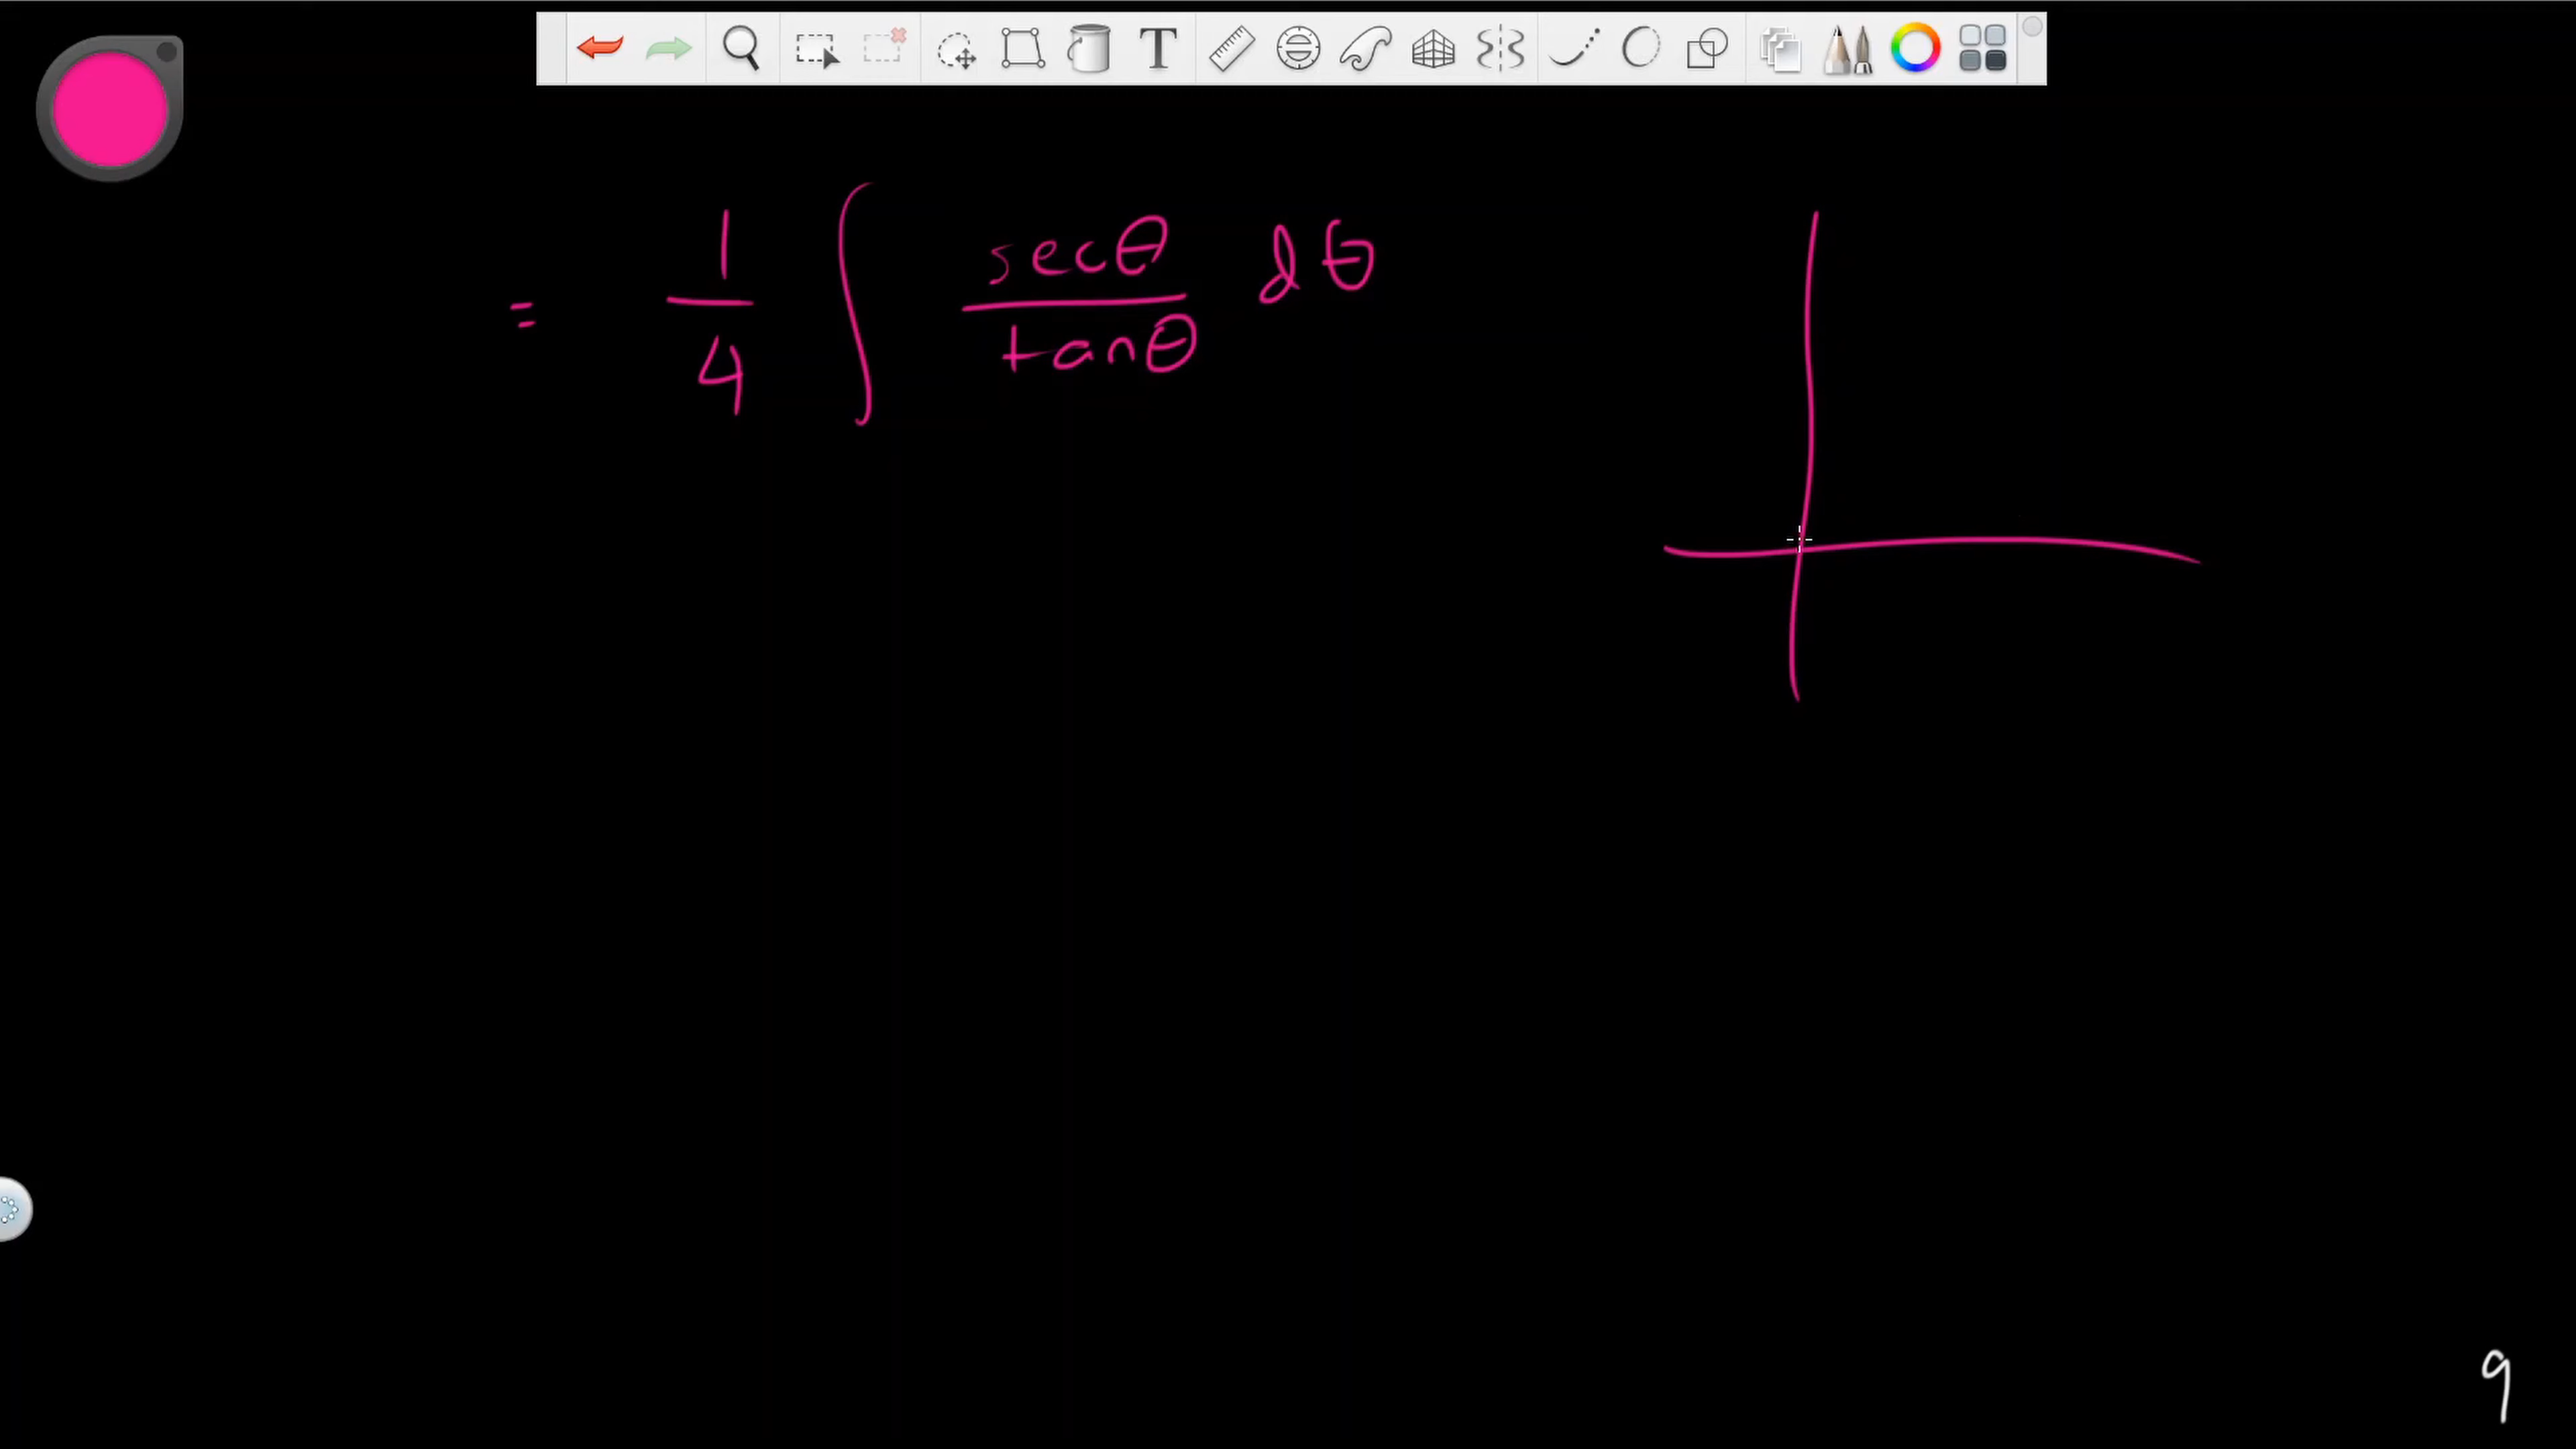 = 1/4 ∫ secθ/tanθ dθ
9